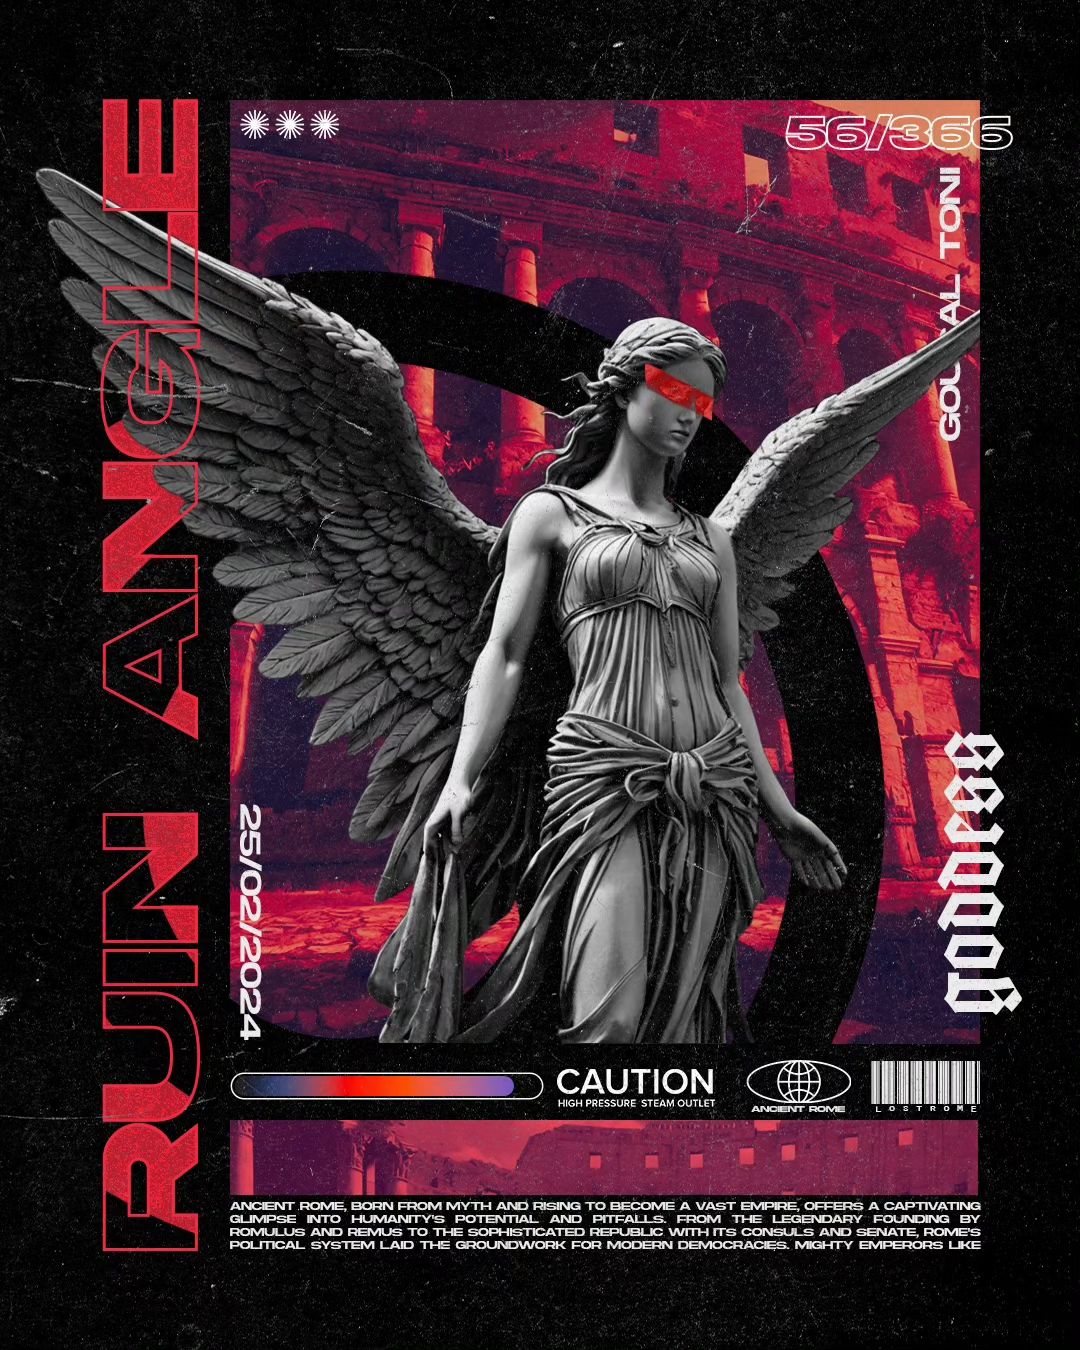 56/366
GOU AL TONI
RUIN ANGLE
goddess
25/02/2024
CAUTION
HIGH PRESSURE STEAM OUTLET
ANCIENT ROME
LOSTROME
ANCIENT ROME, BORN FROM MYTH AND RISING TO BECOME A VAST EMPIRE, OFFERS A CAPTIVATING
GLIMPSE INTO HUMANITY'S POTENTIAL AND PITFALLS. FROM THE LEGENDARY FOUNDING BY
ROMULUS AND REMUS TO THE SOPHISTICATED REPUBLIC WITH ITS CONSULS AND SENATE, ROME'S
POLITICAL SYSTEM LAID THE GROUNDWORK FOR MODERN DEMOCRACIES. MIGHTY EMPERORS LIKE